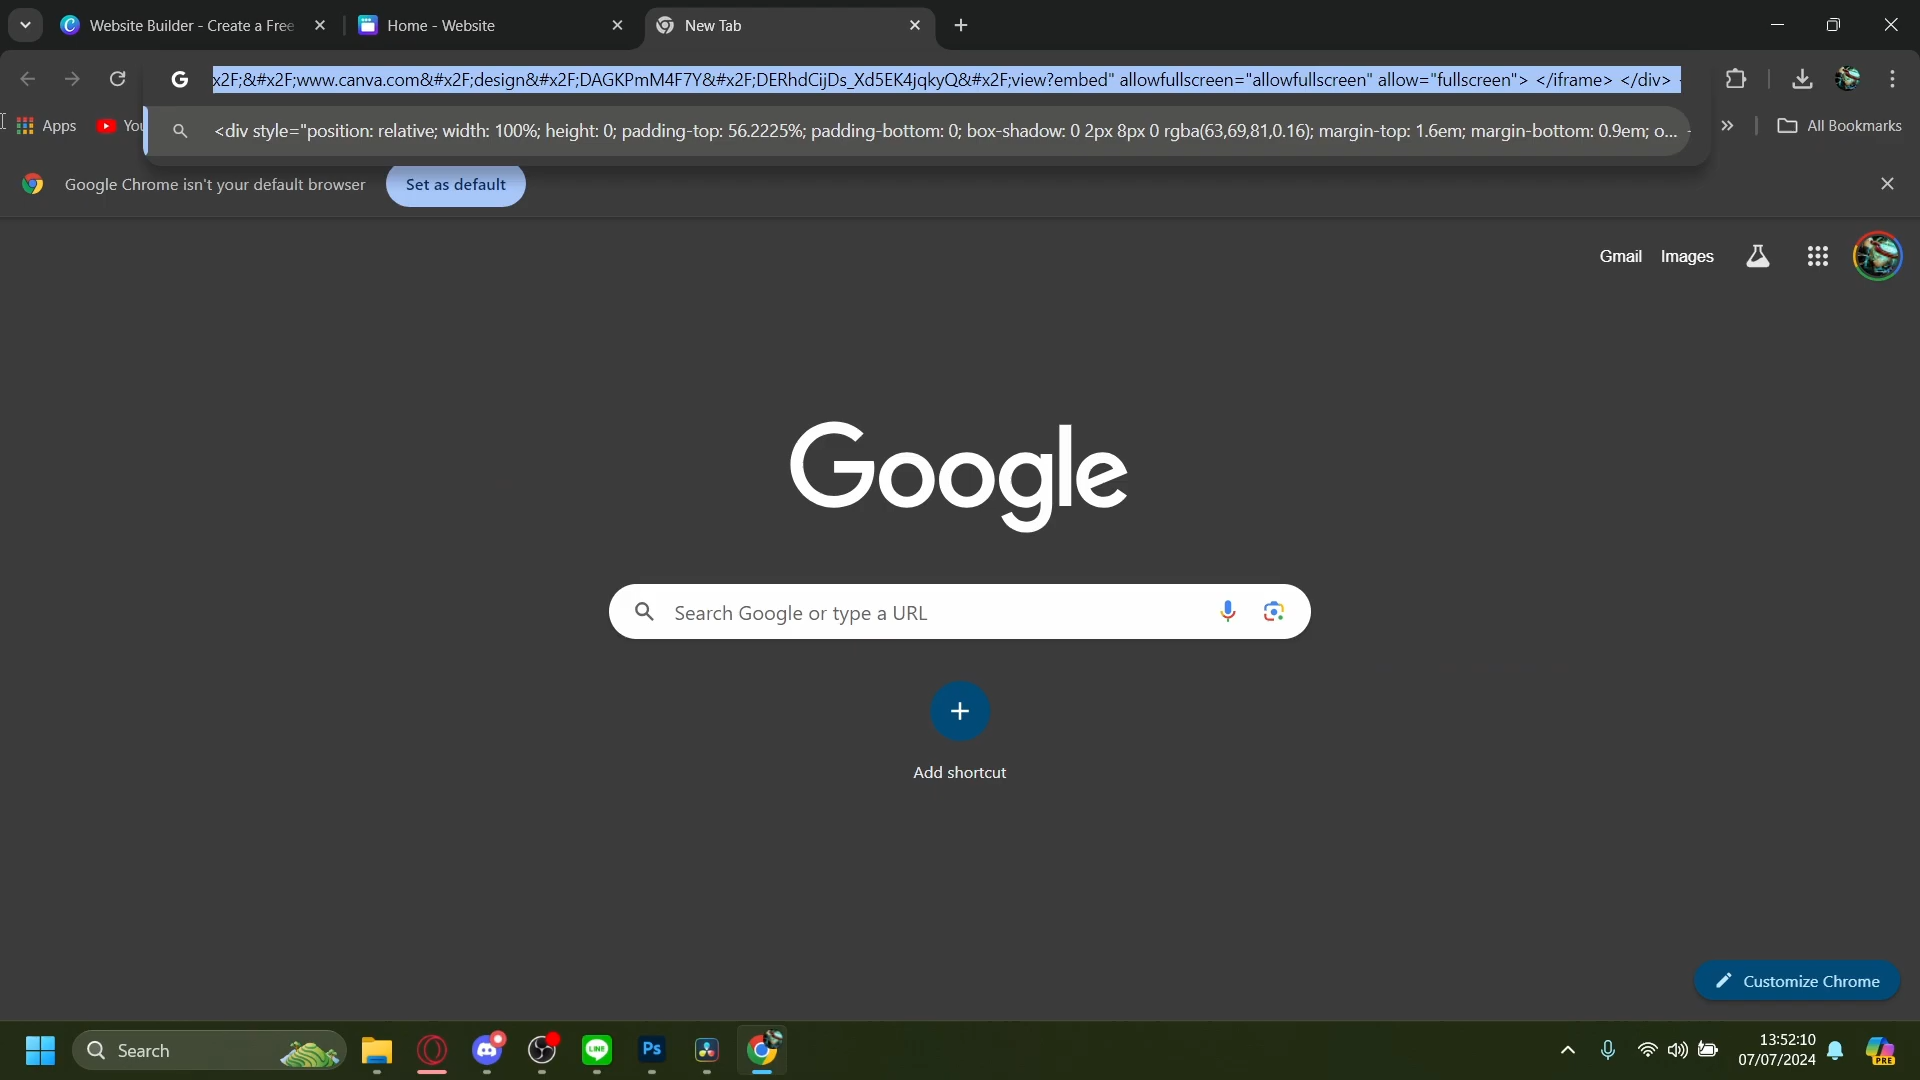 Website Builder - Create a Free
Home - Website
New Tab
x2F;&#x2F;www.canva.com&#x2F;design&#x2F;DAGKPmM4F7Y&#x2F;DERhdCijDs_Xd5EK4jqkyQ&#x2F;view?embed" allowfullscreen="allowfullscreen" allow="fullscreen"> </iframe> </div>
Apps
You
<div style="position: relative; width: 100%; height: 0; padding-top: 56.2225%; padding-bottom: 0; box-shadow: 0 2px 8px 0 rgba(63,69,81,0.16); margin-top: 1.6em; margin-bottom: 0.9em; o...
All Bookmarks
Google Chrome isn't your default browser
Set as default
Gmail
Images
Google
Search Google or type a URL
Add shortcut
Customize Chrome
Search
LINE
Ps
13:52:10
07/07/2024
PRE